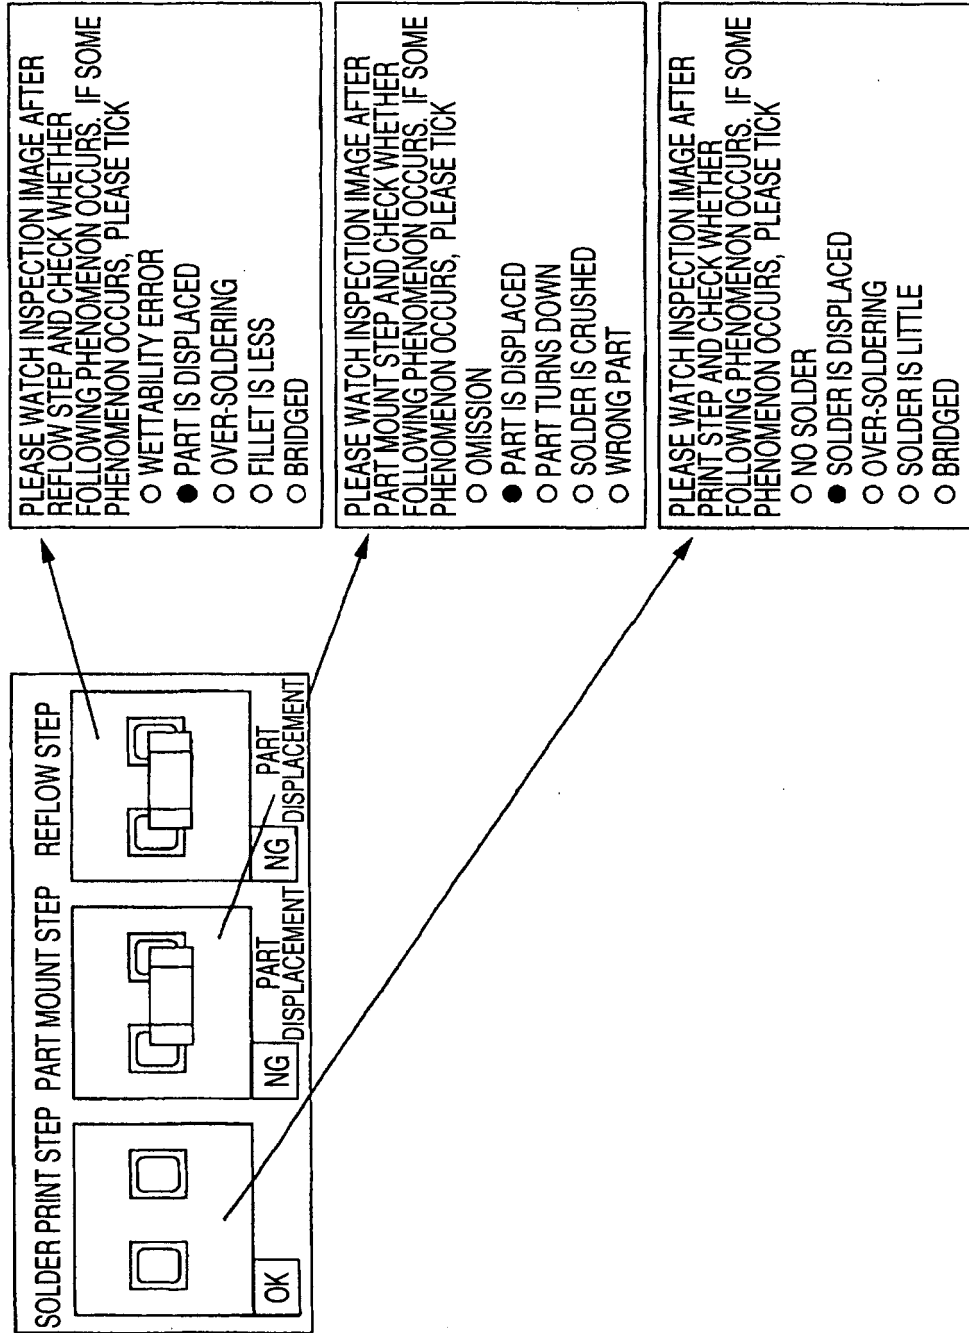 SOLDER PRINT STEP
PART MOUNT STEP
REFLOW STEP
OK
NG
PART
DISPLACEMENT
NG
PART
DISPLACEMENT
PLEASE WATCH INSPECTION IMAGE AFTER
REFLOW STEP AND CHECK WHETHER
FOLLOWING PHENOMENON OCCURS. IF SOME
PHENOMENON OCCURS, PLEASE TICK
○ WETTABILITY ERROR
● PART IS DISPLACED
○ OVER-SOLDERING
○ FILLET IS LESS
○ BRIDGED
PLEASE WATCH INSPECTION IMAGE AFTER
PART MOUNT STEP AND CHECK WHETHER
FOLLOWING PHENOMENON OCCURS. IF SOME
PHENOMENON OCCURS, PLEASE TICK
○ OMISSION
● PART IS DISPLACED
○ PART TURNS DOWN
○ SOLDER IS CRUSHED
○ WRONG PART
PLEASE WATCH INSPECTION IMAGE AFTER
PRINT STEP AND CHECK WHETHER
FOLLOWING PHENOMENON OCCURS. IF SOME
PHENOMENON OCCURS, PLEASE TICK
○ NO SOLDER
● SOLDER IS DISPLACED
○ OVER-SOLDERING
○ SOLDER IS LITTLE
○ BRIDGED